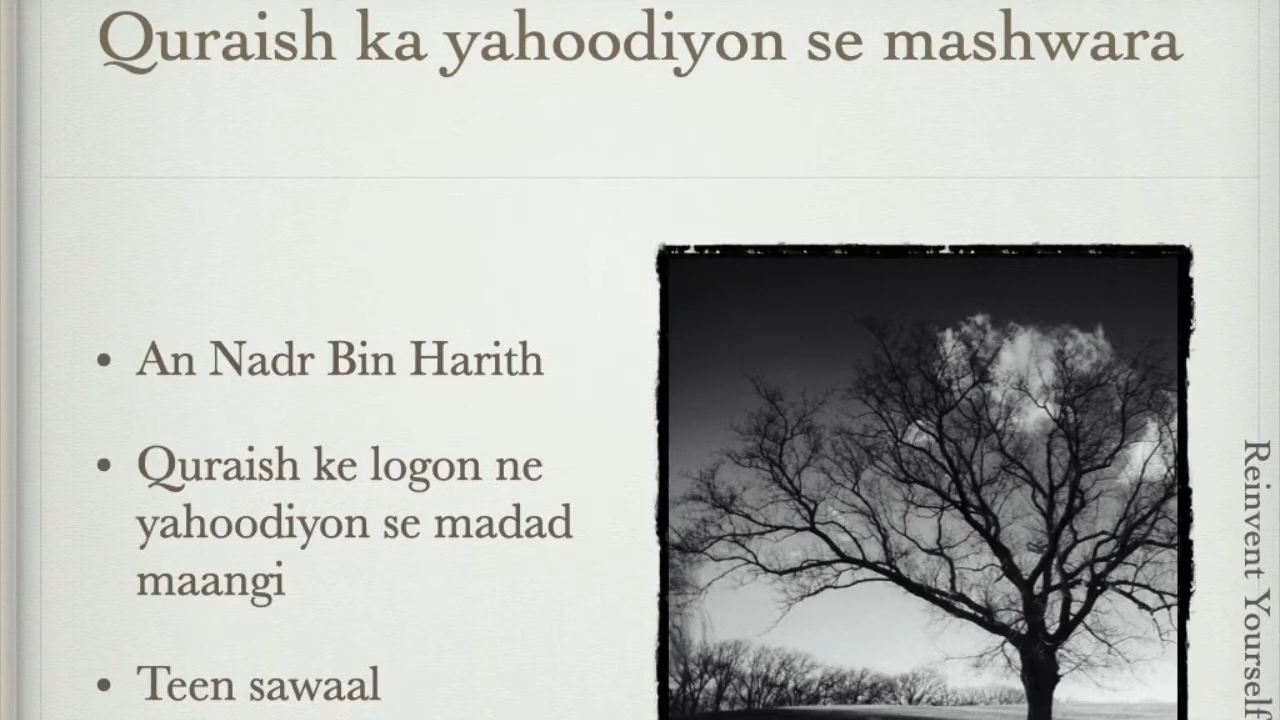 Quraish ka yahoodiyon se mashwara
• An Nadr Bin Harith
• Quraish ke logon ne
yahoodiyon se madad
maangi
• Teen sawaal
Reinvent Yourself